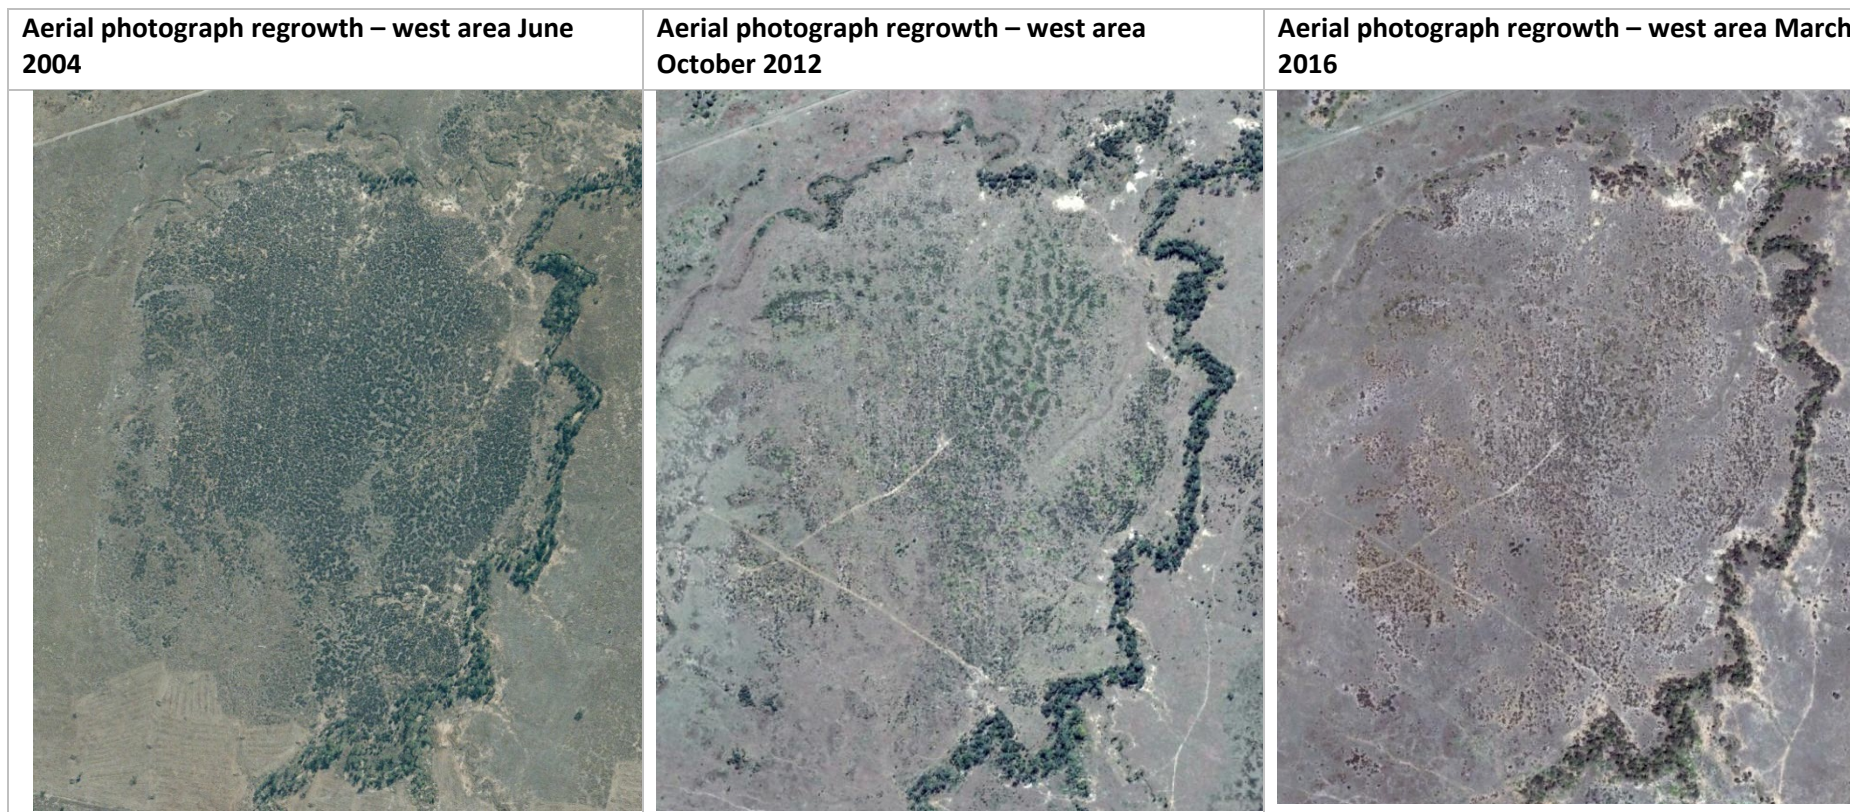 Aerial photograph regrowth – west area June
2004
Aerial photograph regrowth – west area
October 2012
Aerial photograph regrowth – west area March
2016